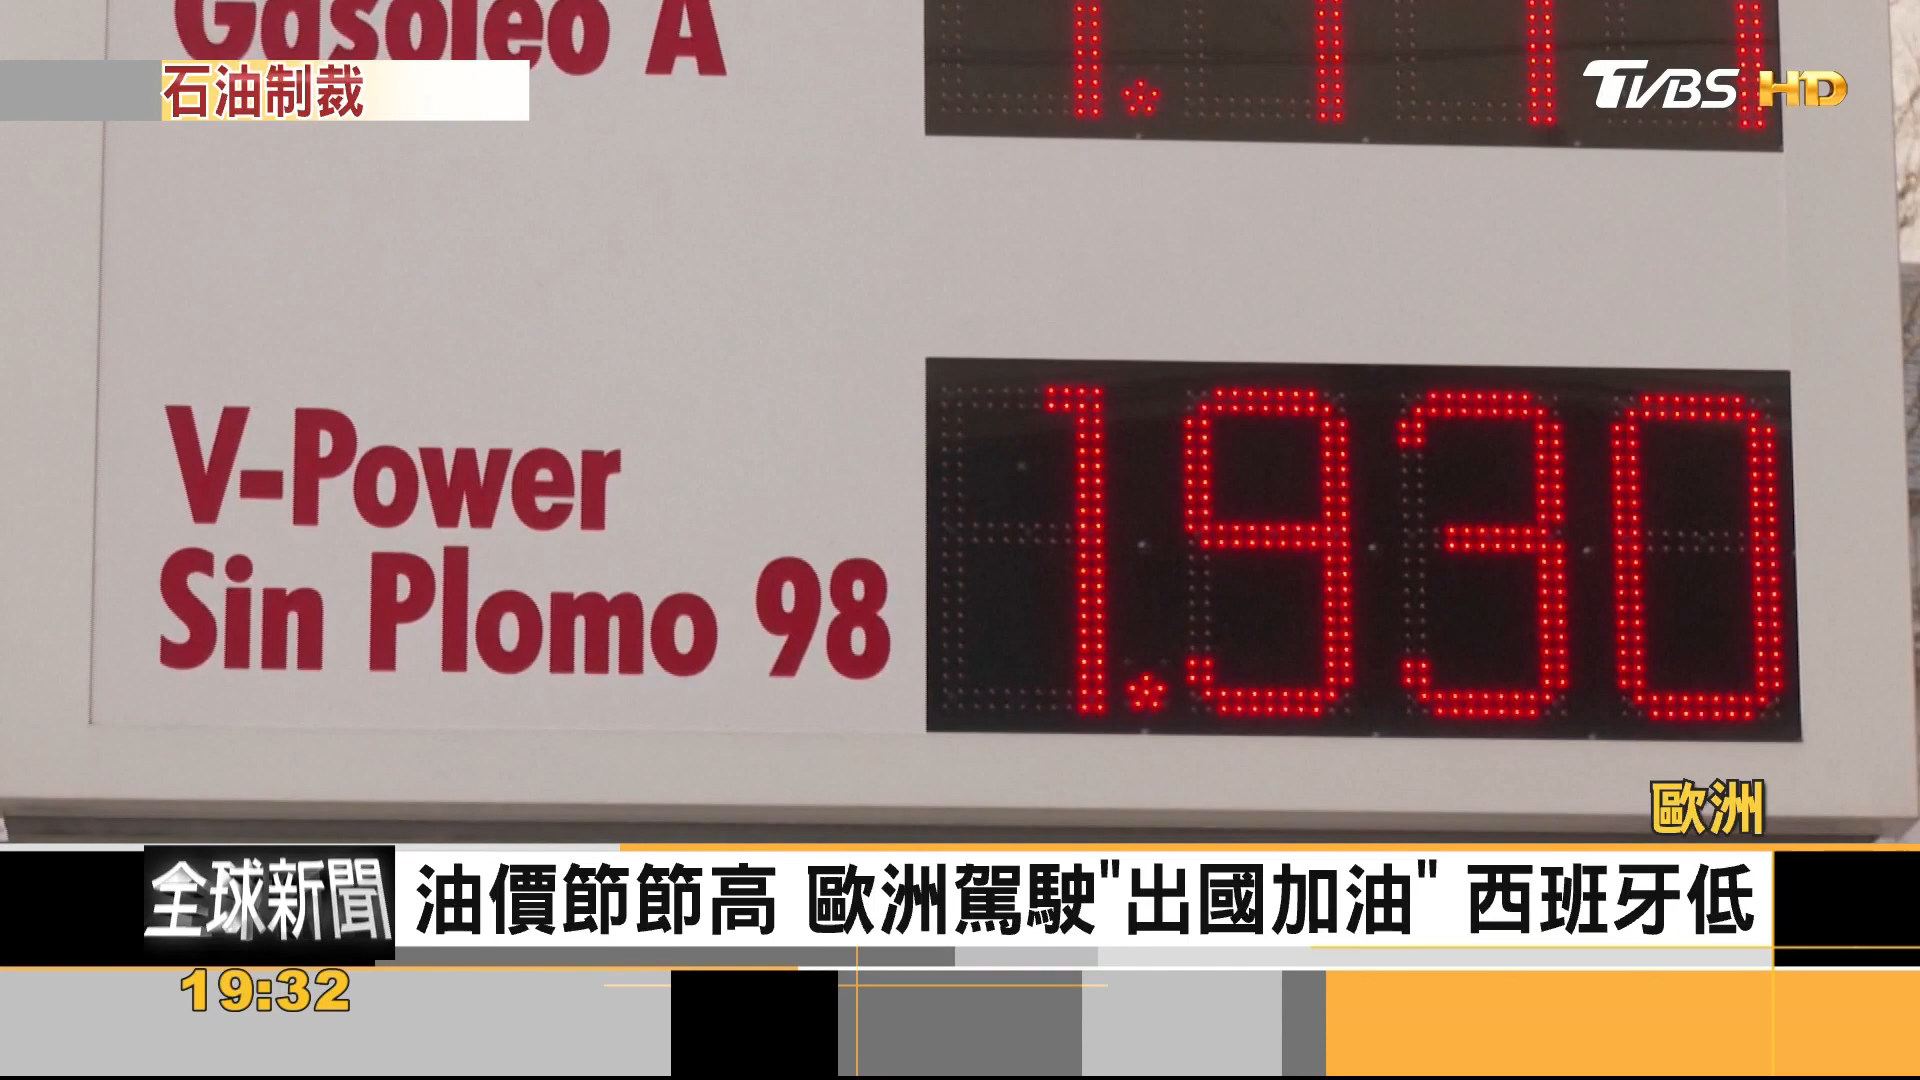 Gasoleo A
石油制裁
TVBS HD
V-Power
Sin Plomo 98
1.930
歐洲
全球新聞
油價節節高 歐洲駕駛"出國加油" 西班牙低
19:32